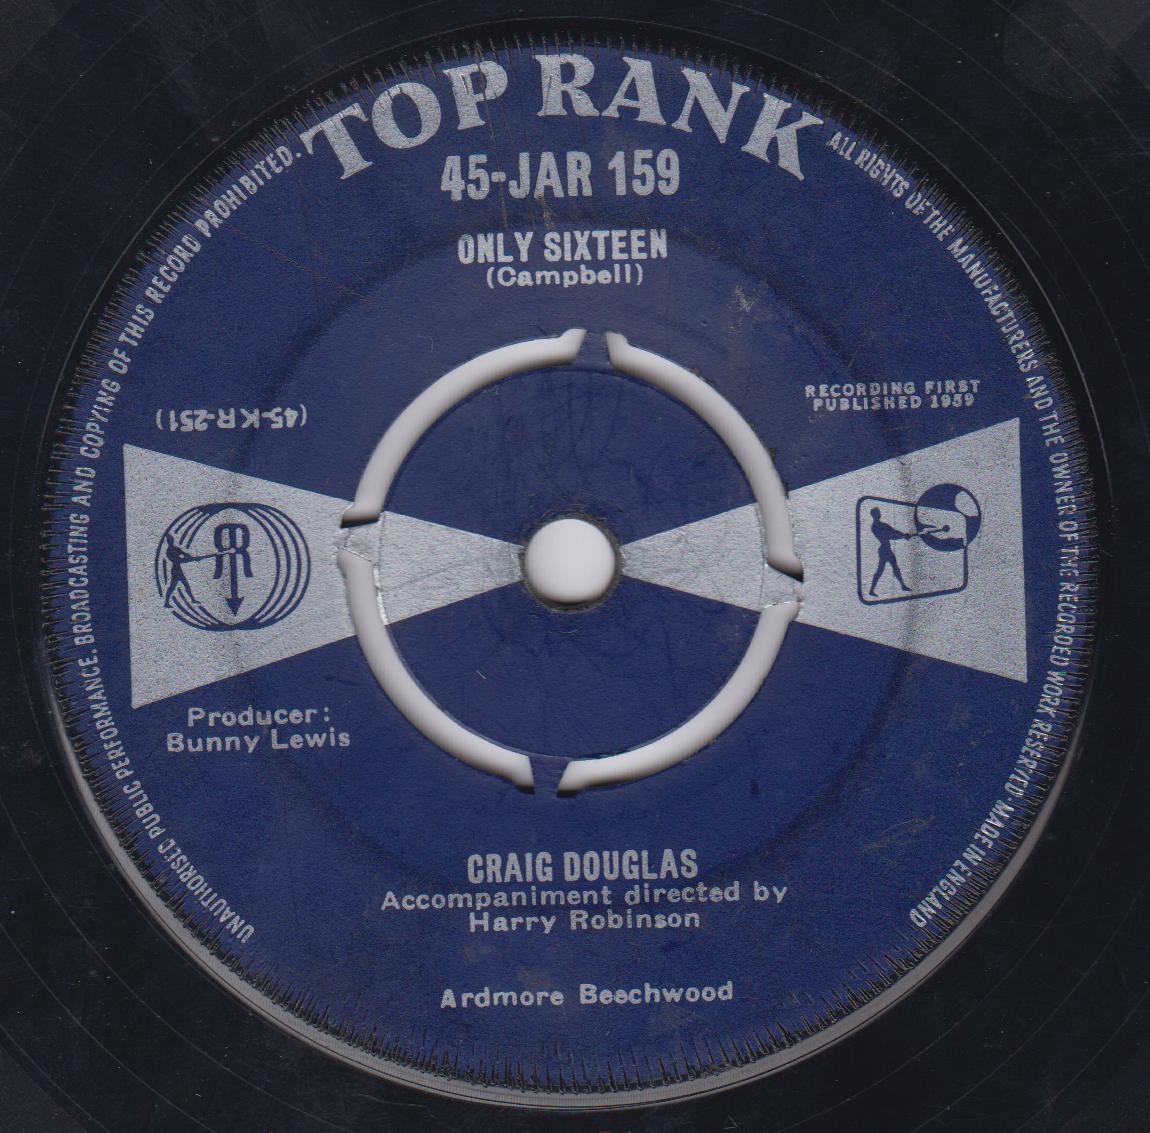 TOP RANK
45-JAR 159
ONLY SIXTEEN
(Campbell)
RECORDING FIRST
PUBLISHED 1959
(45-KR-251)
R
Producer:
Bunny Lewis
CRAIG DOUGLAS
Accompaniment directed by
Harry Robinson
Ardmore Beechwood
UNAUTHORISED PUBLIC PERFORMANCE, BROADCASTING AND COPYING OF THIS RECORD PROHIBITED.
ALL RIGHTS OF THE MANUFACTURERS AND THE OWNER OF THE RECORDED WORK RESERVED. MADE IN ENGLAND